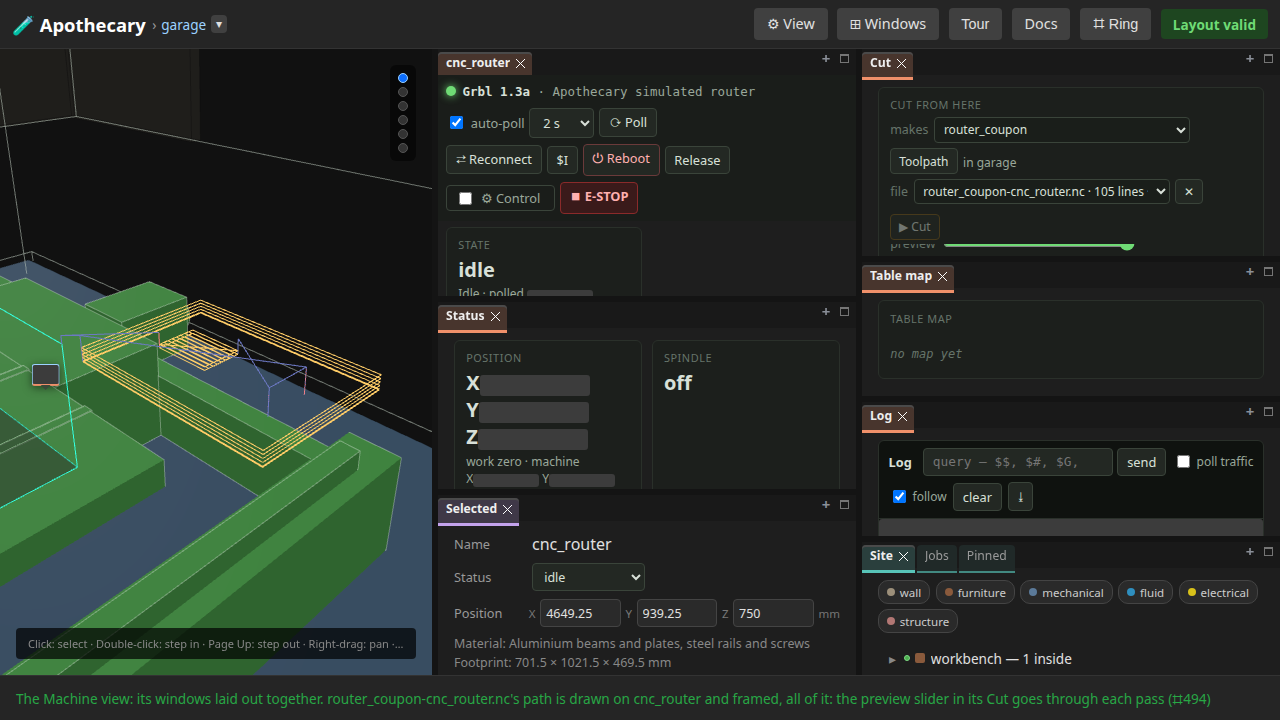 Apothecary › garage ▾
⚙ View
⊞ Windows
Tour
Docs
⌗ Ring
Layout valid
Click: select · Double-click: step in · Page Up: step out · Right-drag: pan ·...
cnc_router
Grbl 1.3a · Apothecary simulated router
auto-poll 2 s ⟳ Poll
⇄ Reconnect $I ⏻ Reboot Release
⚙ Control ■ E-STOP
STATE
idle
Idle · polled
Status
POSITION
X
Y
Z
work zero · machine
X Y
SPINDLE
off
Selected
Name cnc_router
Status idle
Position X 4649.25 Y 939.25 Z 750 mm
Material: Aluminium beams and plates, steel rails and screws
Footprint: 701.5 × 1021.5 × 469.5 mm
Cut
CUT FROM HERE
makes router_coupon
Toolpath in garage
file router_coupon-cnc_router.nc · 105 lines ✕
▶ Cut
preview
Table map
TABLE MAP
no map yet
Log
Log query — $$, $#, $G, send poll traffic
follow clear ⭳
Site Jobs Pinned
wall furniture mechanical fluid electrical
structure
▸ workbench — 1 inside
The Machine view: its windows laid out together. router_coupon-cnc_router.nc's path is drawn on cnc_router and framed, all of it: the preview slider in its Cut goes through each pass (⌗494)